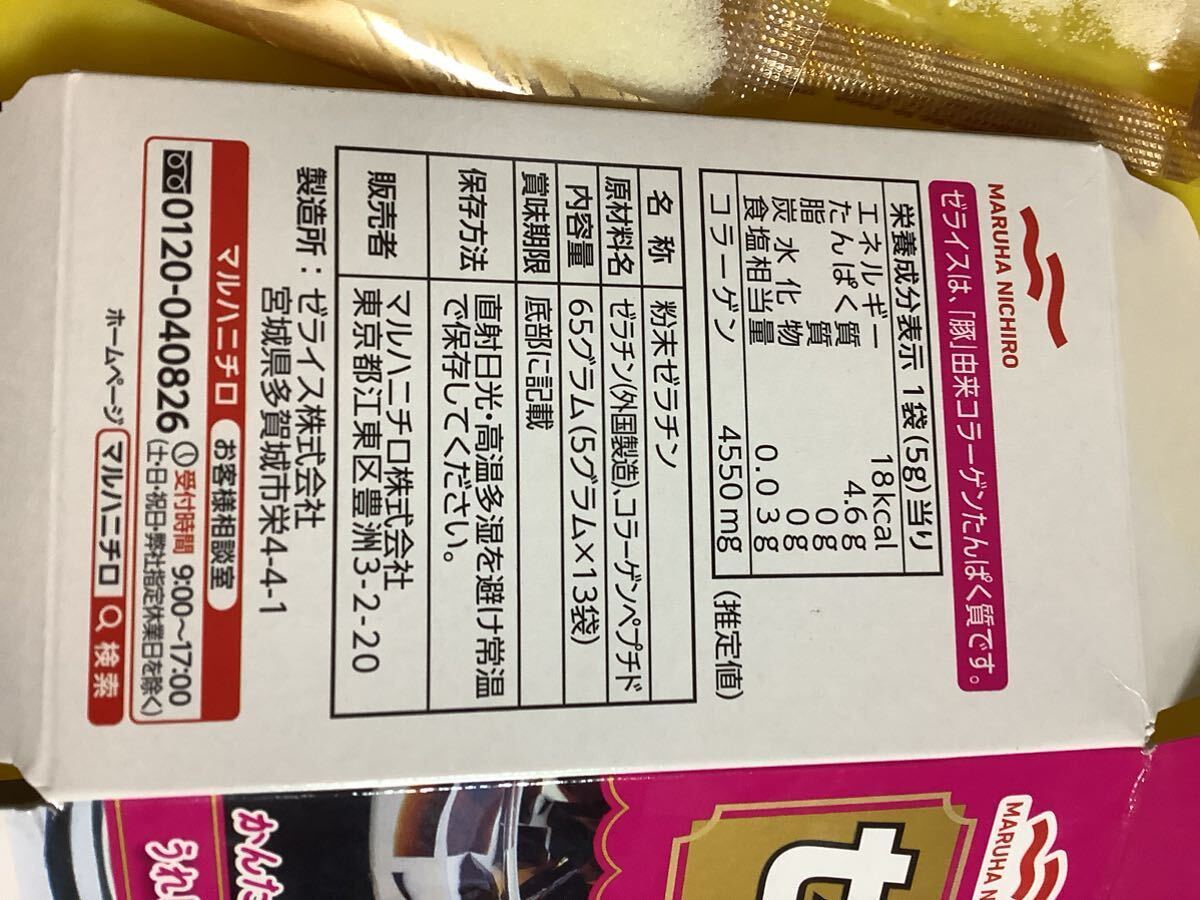 MARUHA NICHIRO
ゼライスは、「豚」由来コラーゲンたんぱく質です。
栄養成分表示 1袋(5g)当り
エネルギー 18kcal
たんぱく質 4.6g
脂質 0g
炭水化物 0g
食塩相当量 0.03g
コラーゲン 4550mg
(推定値)
名称 粉末ゼラチン
原材料名 ゼラチン(外国製造)、コラーゲンペプチド
内容量 65グラム(5グラム×13袋)
賞味期限 底部に記載
保存方法 直射日光・高温多湿を避け常温
で保存してください。
販売者 マルハニチロ株式会社
東京都江東区豊洲3-2-20
製造所：ゼライス株式会社
宮城県多賀城市栄4-4-1
マルハニチロ お客様相談室
0120-040826 受付時間 9:00～17:00
(土・日・祝日・弊社指定休業日を除く)
ホームページ マルハニチロ 検索
MARUHA N
ゼ
かんた
うれし